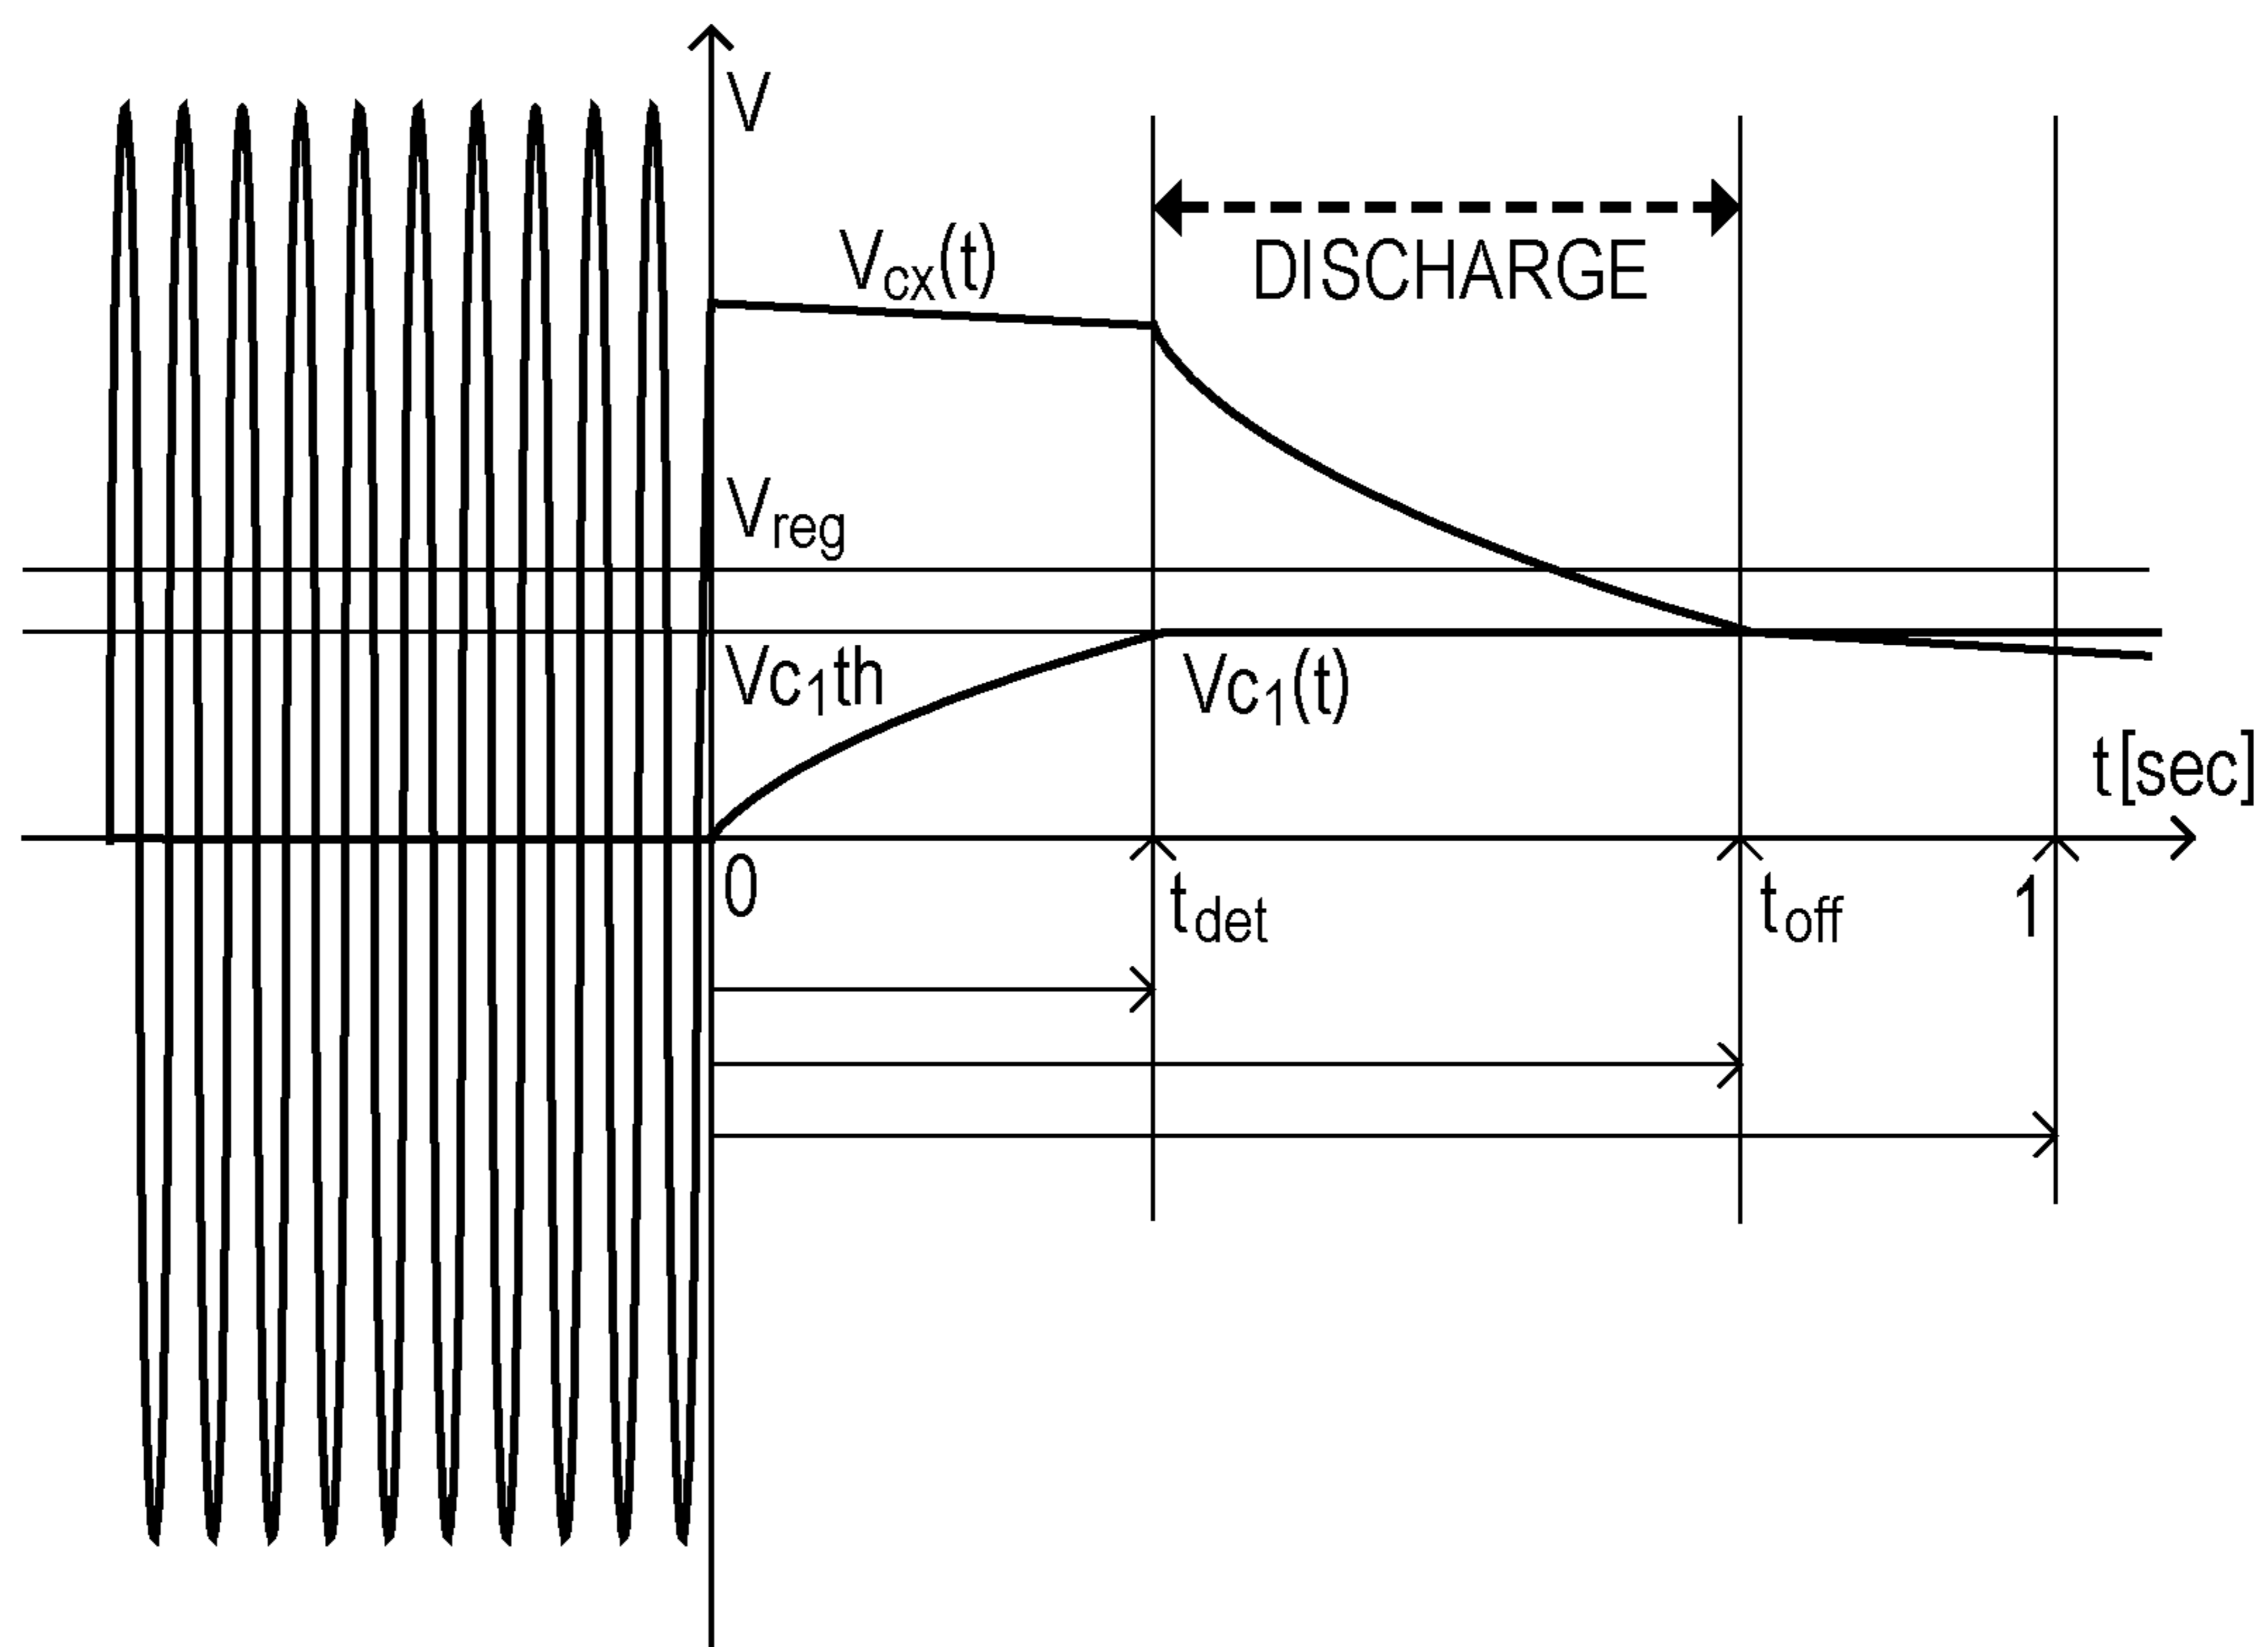 V
Vcx(t)
DISCHARGE
Vreg
Vc1th
Vc1(t)
t[sec]
0
tdet
toff
1